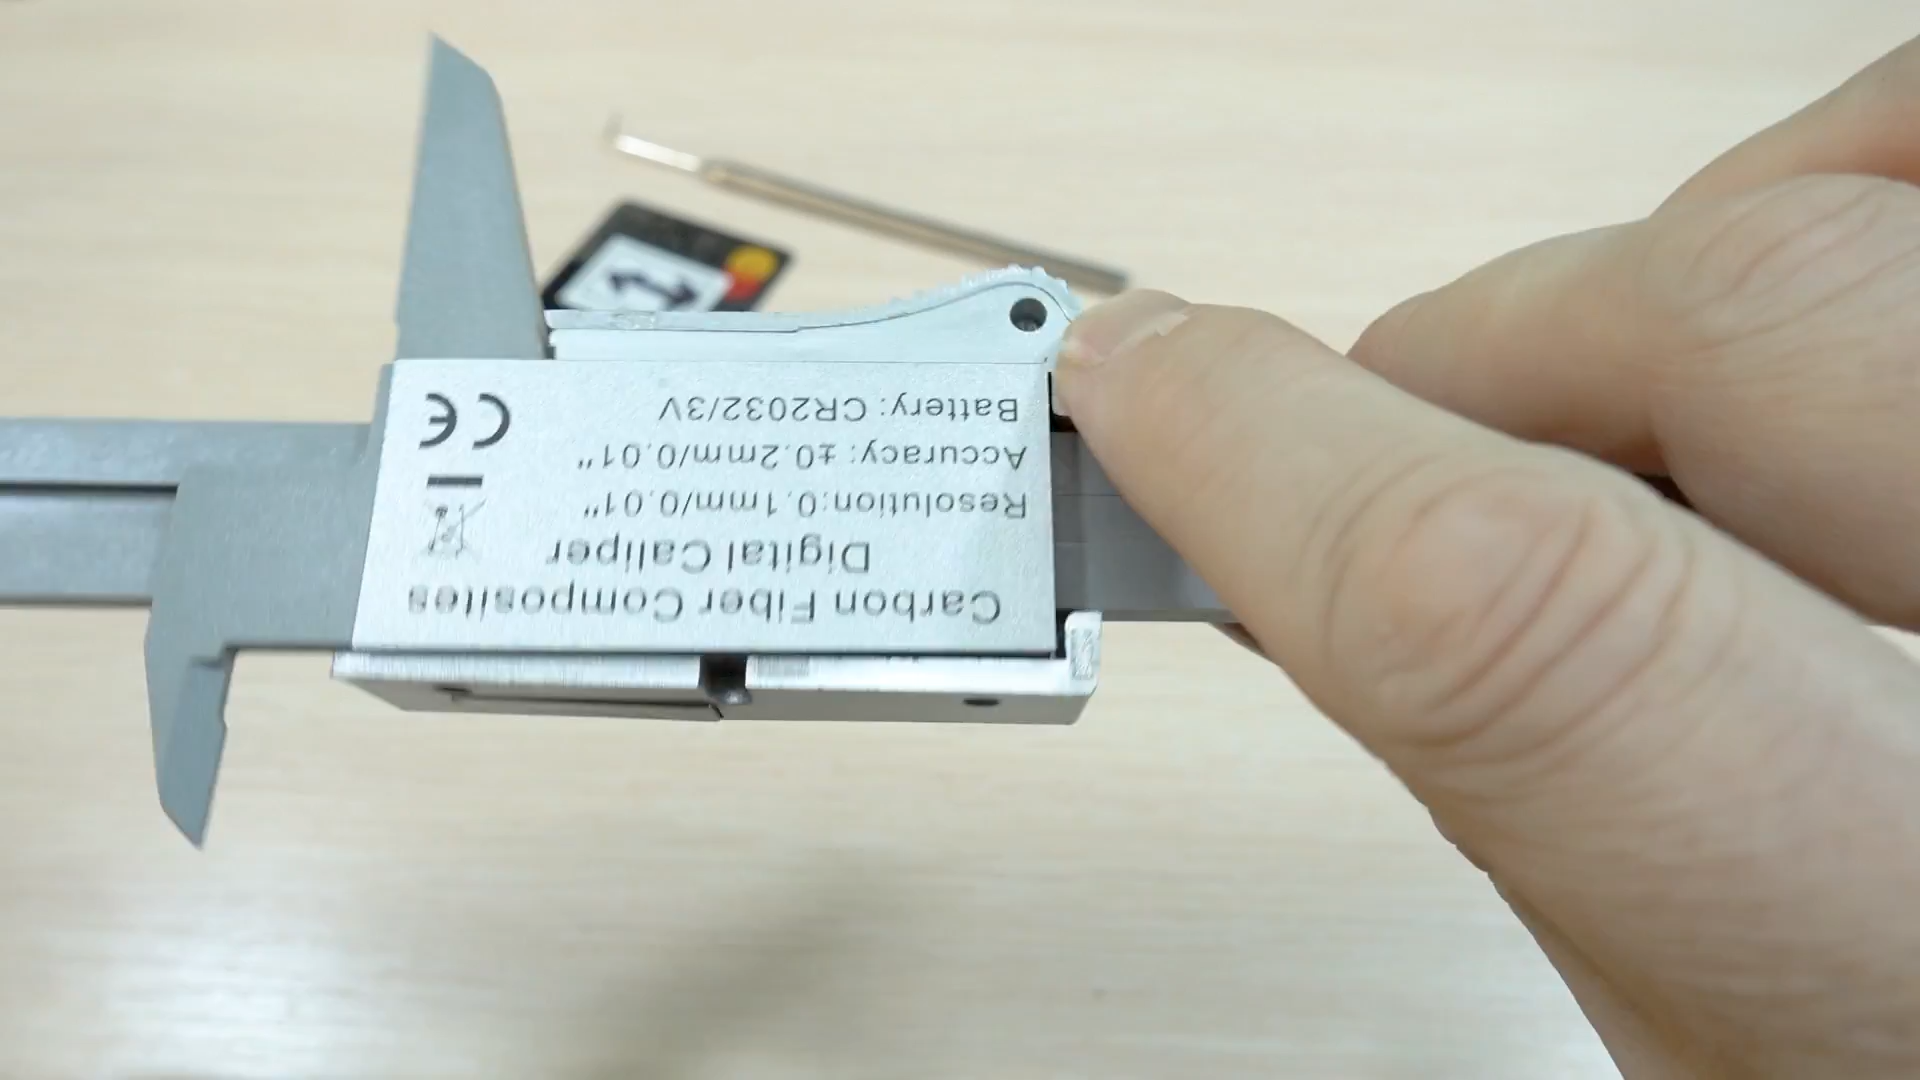 Carbon Fiber Composites
Digital Caliper
Resolution:0.1mm/0.01"
Accuracy: ±0.2mm/0.01"
Battery: CR2032/3V
CE